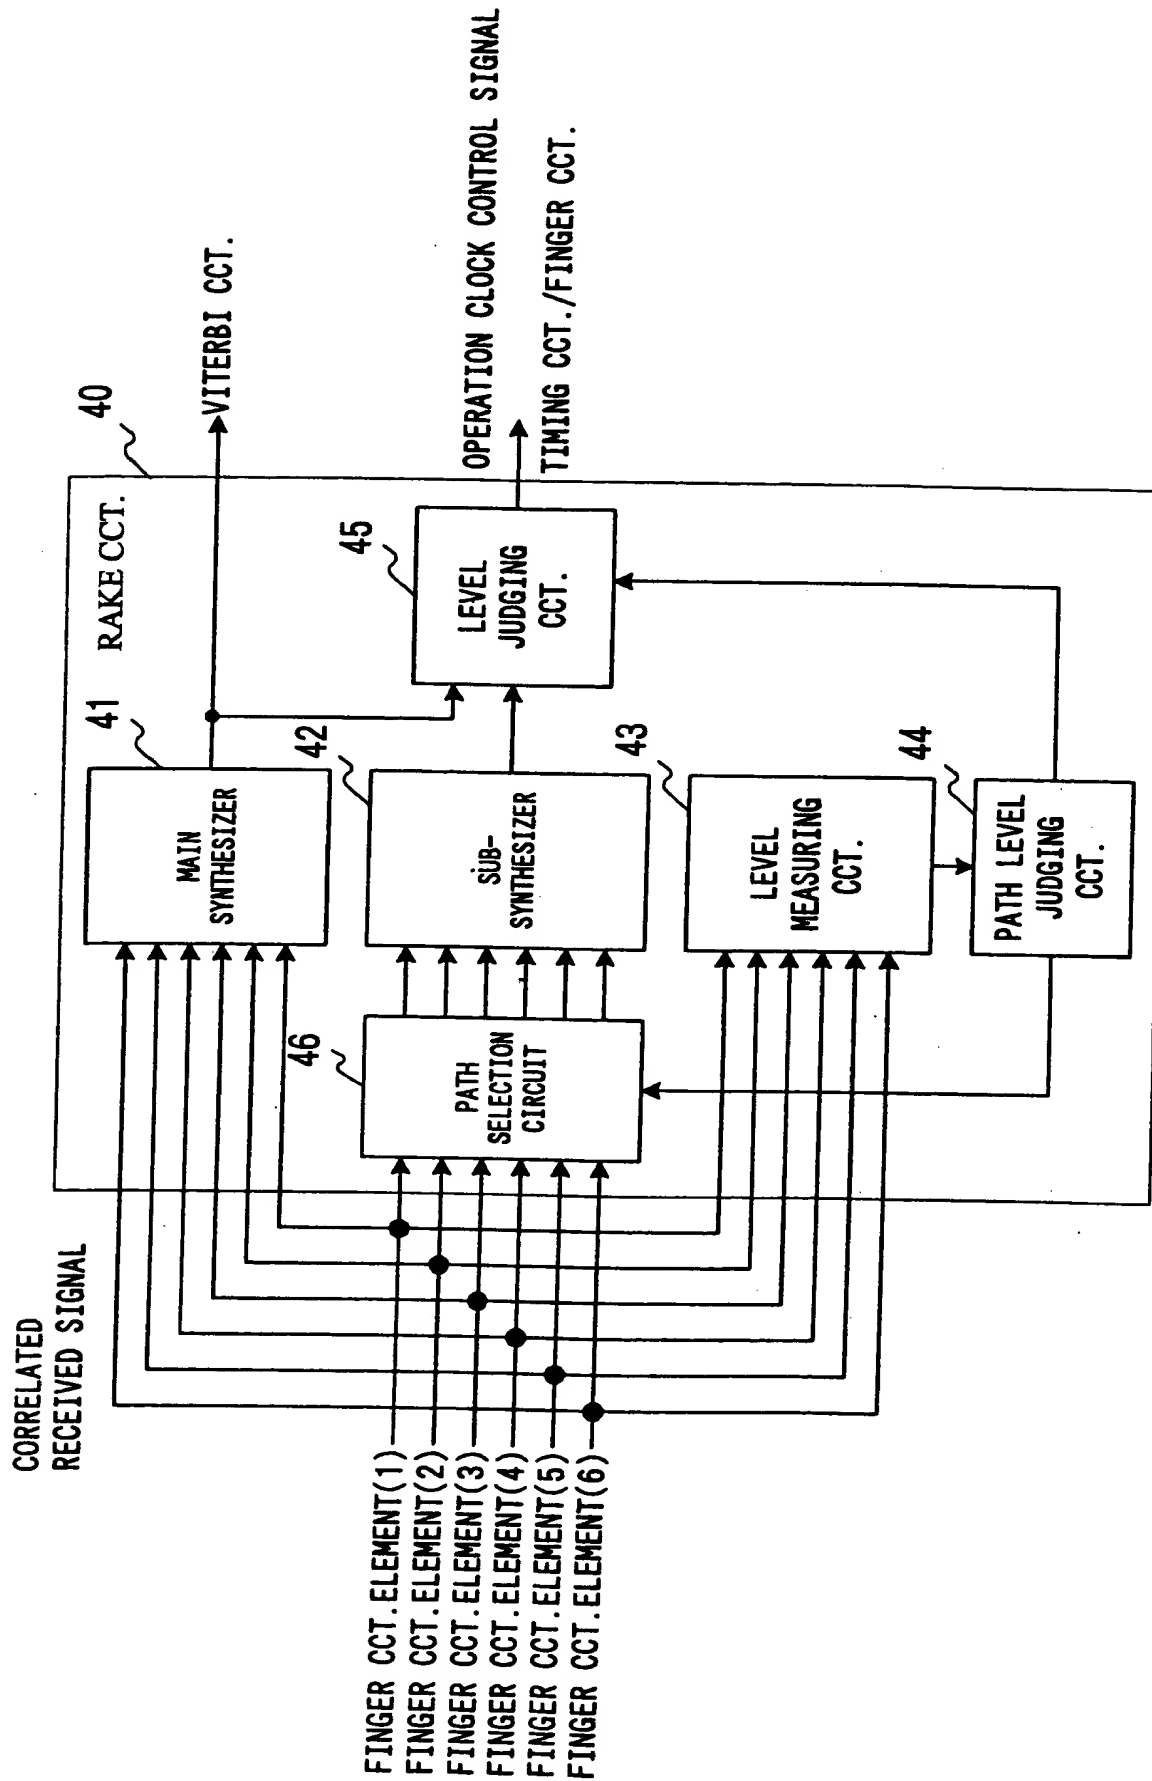 CORRELATED
RECEIVED SIGNAL
FINGER CCT.ELEMENT(1)
FINGER CCT.ELEMENT(2)
FINGER CCT.ELEMENT(3)
FINGER CCT.ELEMENT(4)
FINGER CCT.ELEMENT(5)
FINGER CCT.ELEMENT(6)
40
RAKE CCT.
41
MAIN
SYNTHESIZER
VITERBI CCT.
46
PATH
SELECTION
CIRCUIT
42
SUB-
SYNTHESIZER
45
LEVEL
JUDGING
CCT.
OPERATION CLOCK CONTROL SIGNAL
TIMING CCT./FINGER CCT.
43
LEVEL
MEASURING
CCT.
44
PATH LEVEL
JUDGING
CCT.